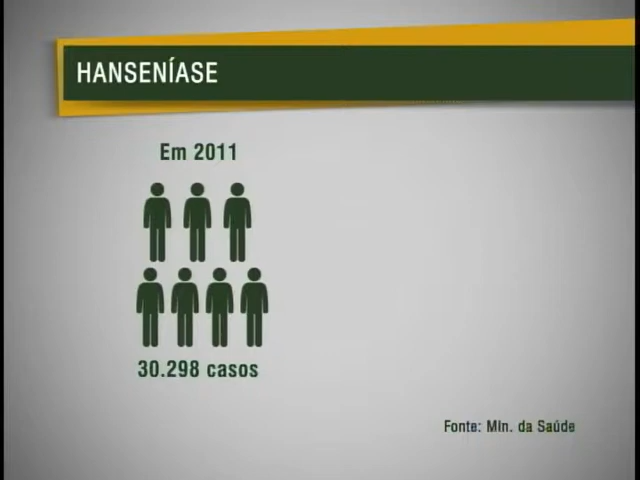 HANSENÍASE
Em 2011
30.298 casos
Fonte: Min. da Saúde